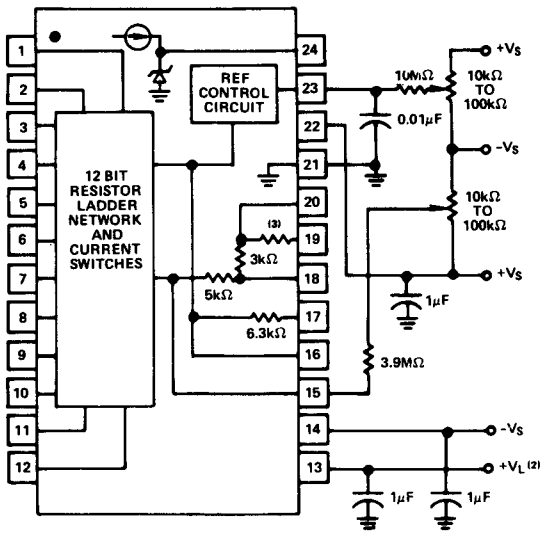 1
2
3
4
5
6
7
8
9
10
11
12
12 BIT
RESISTOR
LADDER
NETWORK
AND
CURRENT
SWITCHES
REF
CONTROL
CIRCUIT
(3)
3kΩ
5kΩ
6.3kΩ
24
23
22
21
20
19
18
17
16
15
14
13
10MΩ
0.01μF
+VS
10kΩ
TO
100kΩ
-VS
10kΩ
TO
100kΩ
+VS
1μF
3.9MΩ
-VS
+VL (2)
1μF
1μF